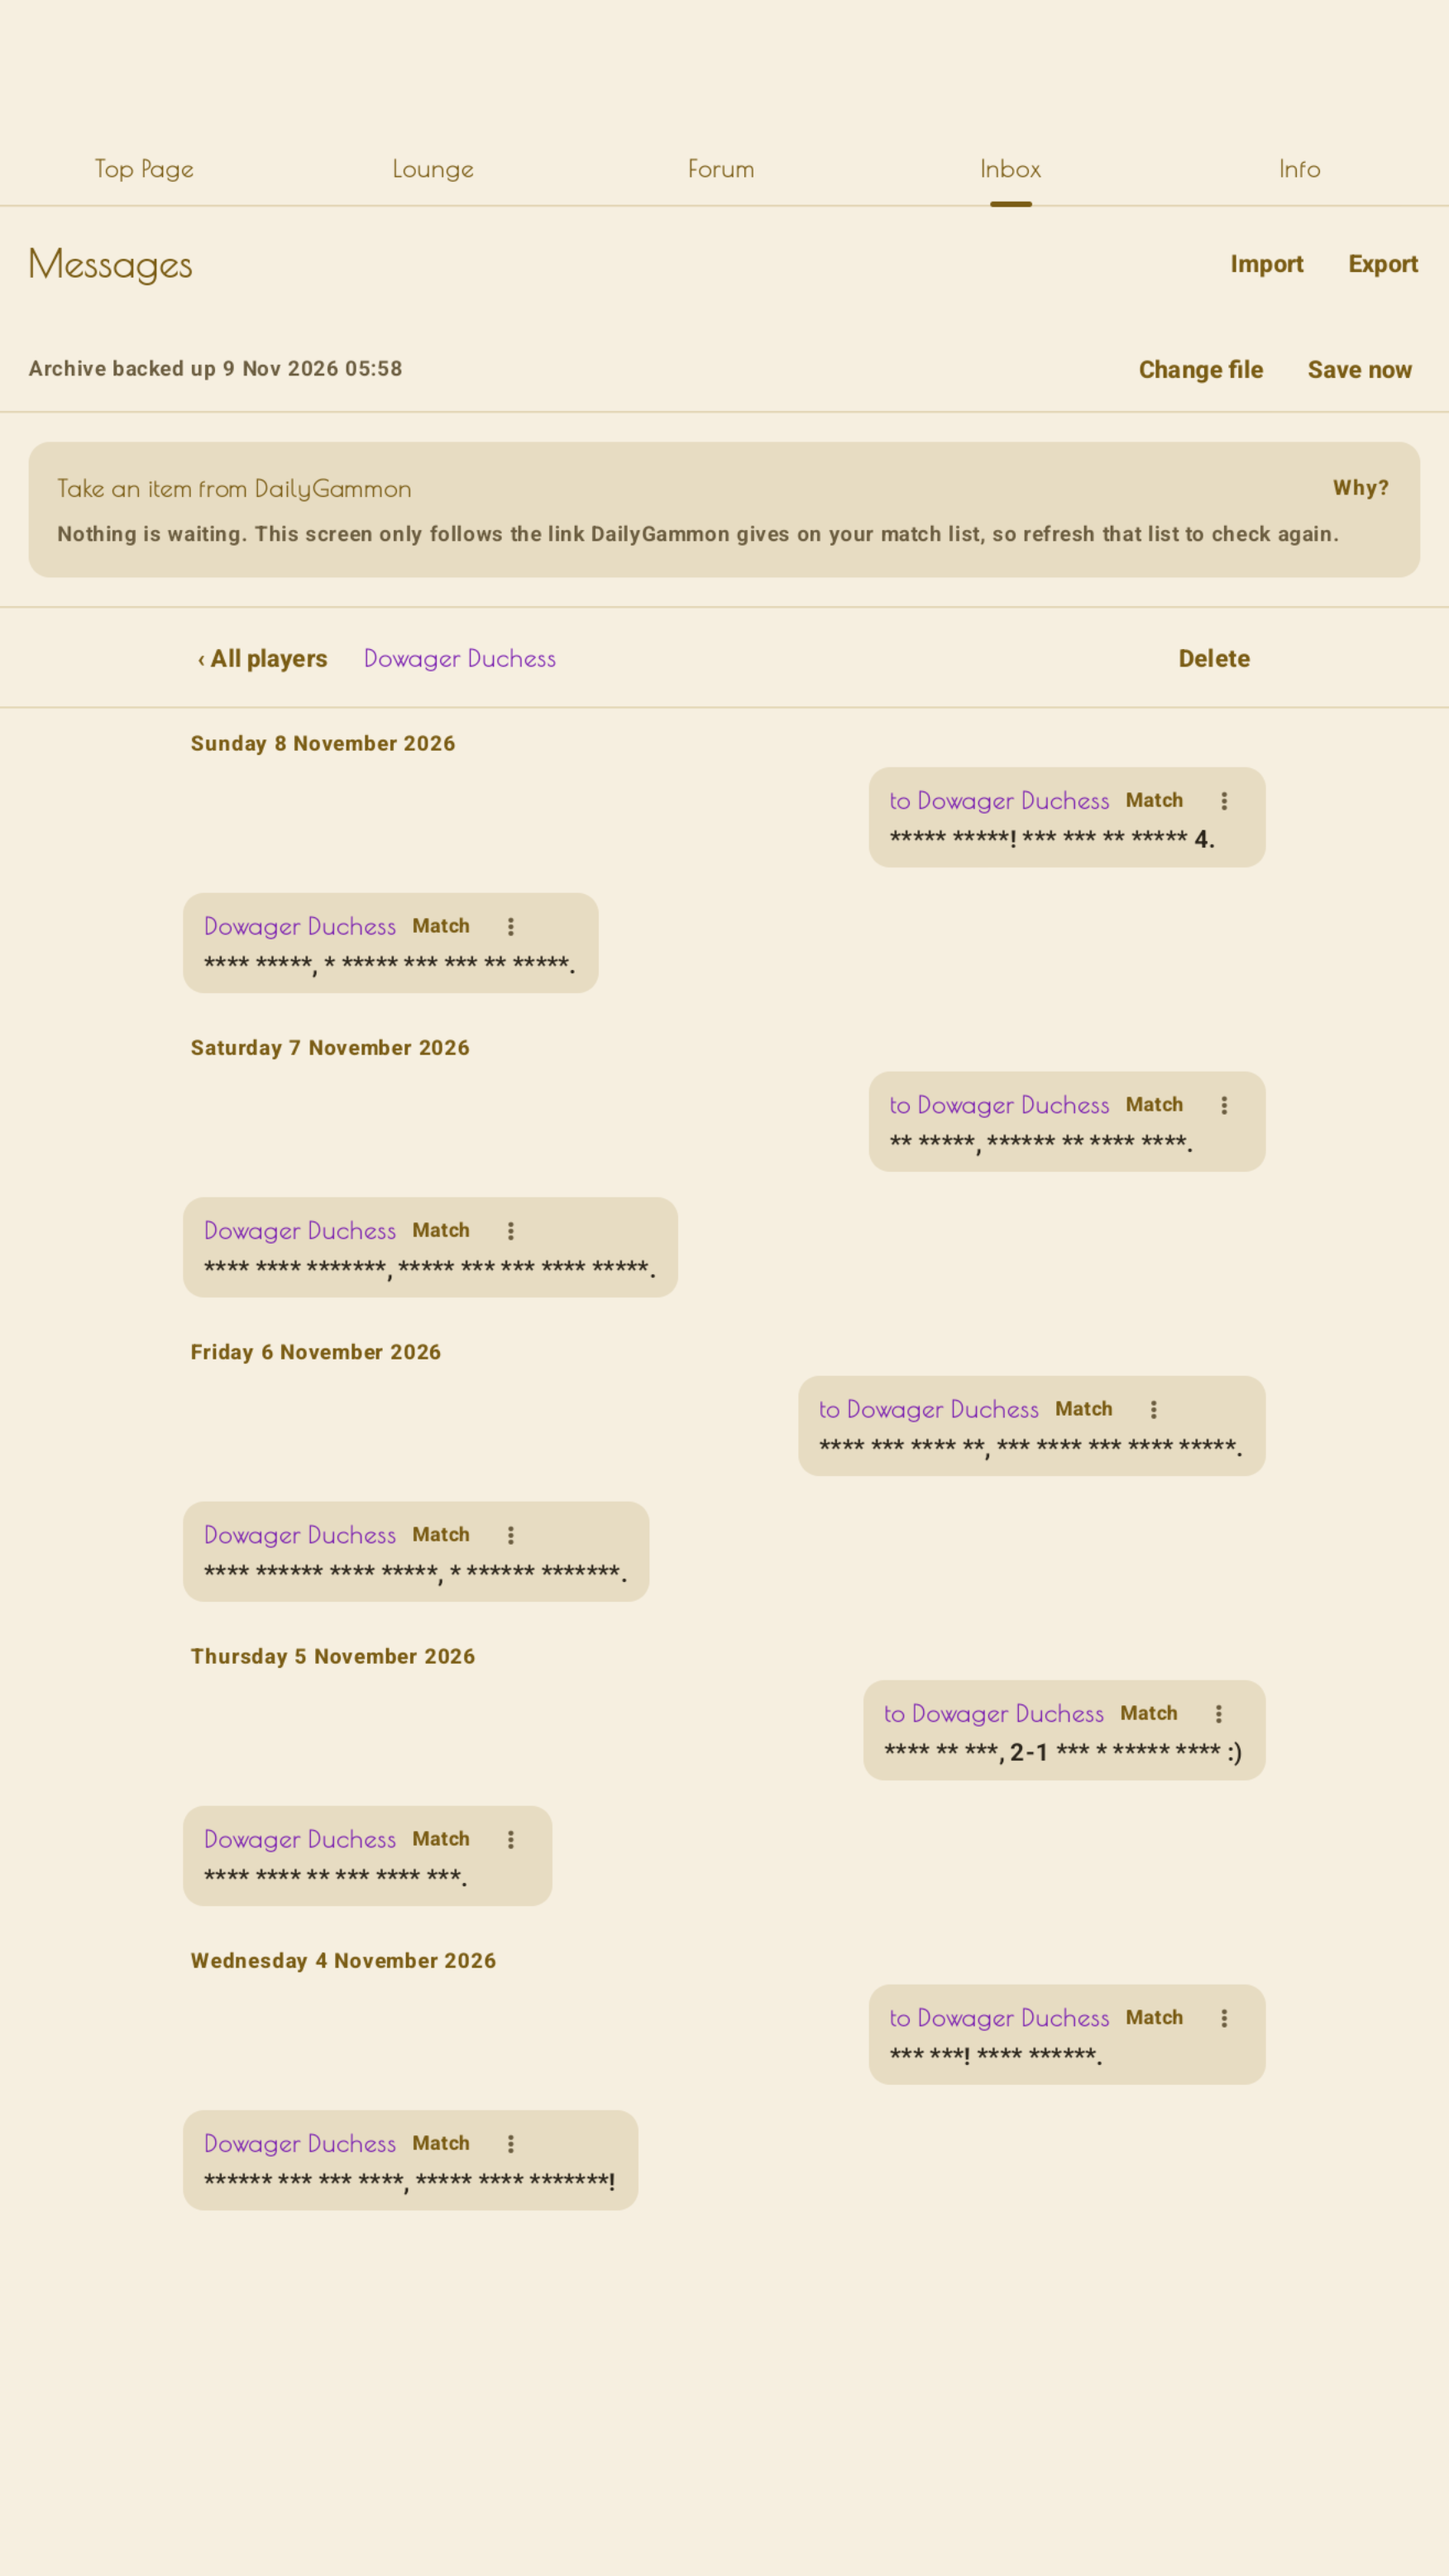 Top Page Lounge Forum Inbox Info
Messages Import Export
Archive backed up 9 Nov 2026 05:58 Change file Save now
Take an item from DailyGammon Why?
Nothing is waiting. This screen only follows the link DailyGammon gives on your match list, so refresh that list to check again.
‹ All players Dowager Duchess Delete
Sunday 8 November 2026
to Dowager Duchess Match
***** *****! *** *** ** ***** 4.
Dowager Duchess Match
**** *****, * ***** *** *** ** *****.
Saturday 7 November 2026
to Dowager Duchess Match
** *****, ****** ** **** ****.
Dowager Duchess Match
**** **** *******, ***** *** *** **** *****.
Friday 6 November 2026
to Dowager Duchess Match
**** *** **** **, *** **** *** **** *****.
Dowager Duchess Match
**** ****** **** *****, * ****** *******.
Thursday 5 November 2026
to Dowager Duchess Match
**** ** ***, 2-1 *** * ***** **** :)
Dowager Duchess Match
**** **** ** *** **** ***.
Wednesday 4 November 2026
to Dowager Duchess Match
*** ***! **** ******.
Dowager Duchess Match
****** *** *** ****, ***** **** *******!